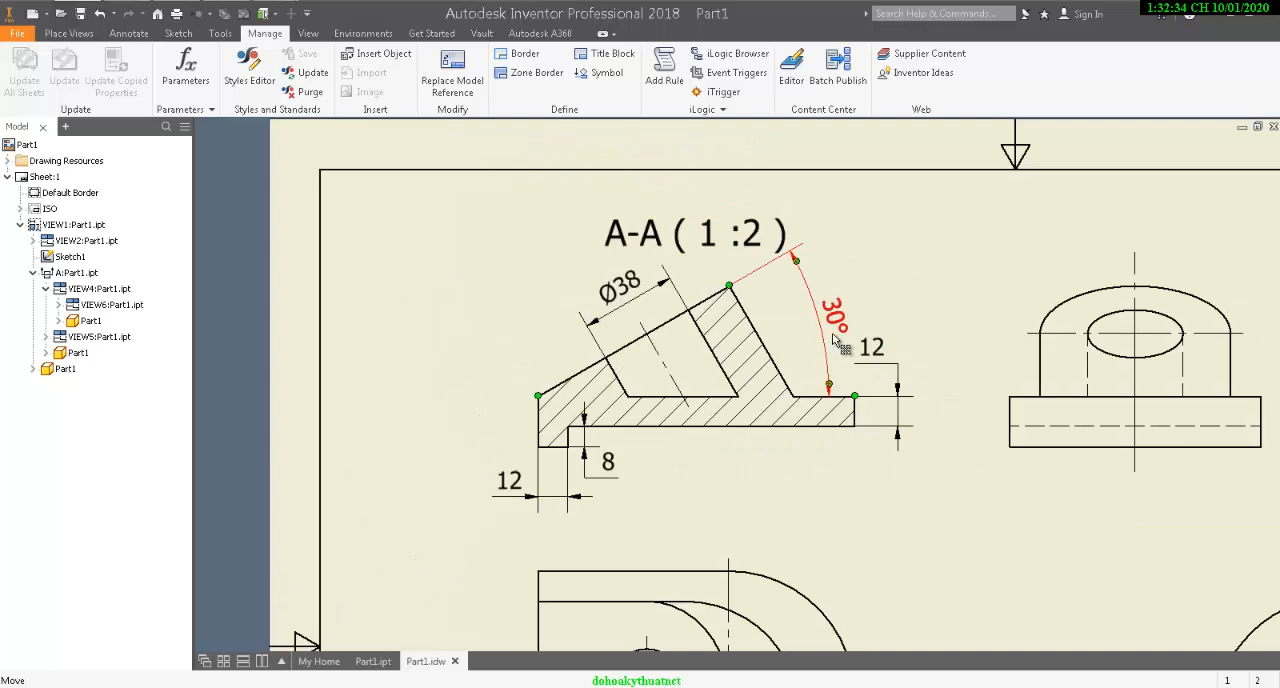 Autodesk Inventor Professional 2018   Part1
Search Help & Commands...
Sign In
1:32:34 CH 10/01/2020
File Place Views Annotate Sketch Tools Manage View Environments Get Started Vault Autodesk A360
Update All Sheets
Update
Update Copied Properties
Update
Parameters
Parameters
Styles Editor
Save
Update
Purge
Styles and Standards
Insert Object
Import
Image
Insert
Replace Model Reference
Modify
Border
Zone Border
Title Block
Symbol
Define
Add Rule
iLogic Browser
Event Triggers
iTrigger
iLogic
Editor
Batch Publish
Content Center
Supplier Content
Inventor Ideas
Web
Model
Part1
Drawing Resources
Sheet:1
Default Border
ISO
VIEW1:Part1.ipt
VIEW2:Part1.ipt
Sketch1
A:Part1.ipt
VIEW4:Part1.ipt
VIEW6:Part1.ipt
Part1
VIEW5:Part1.ipt
Part1
Part1
A-A ( 1 :2 )
Ø38
30°
12
8
12
My Home
Part1.ipt
Part1.idw
Move
dohoakythuatnet
1
2